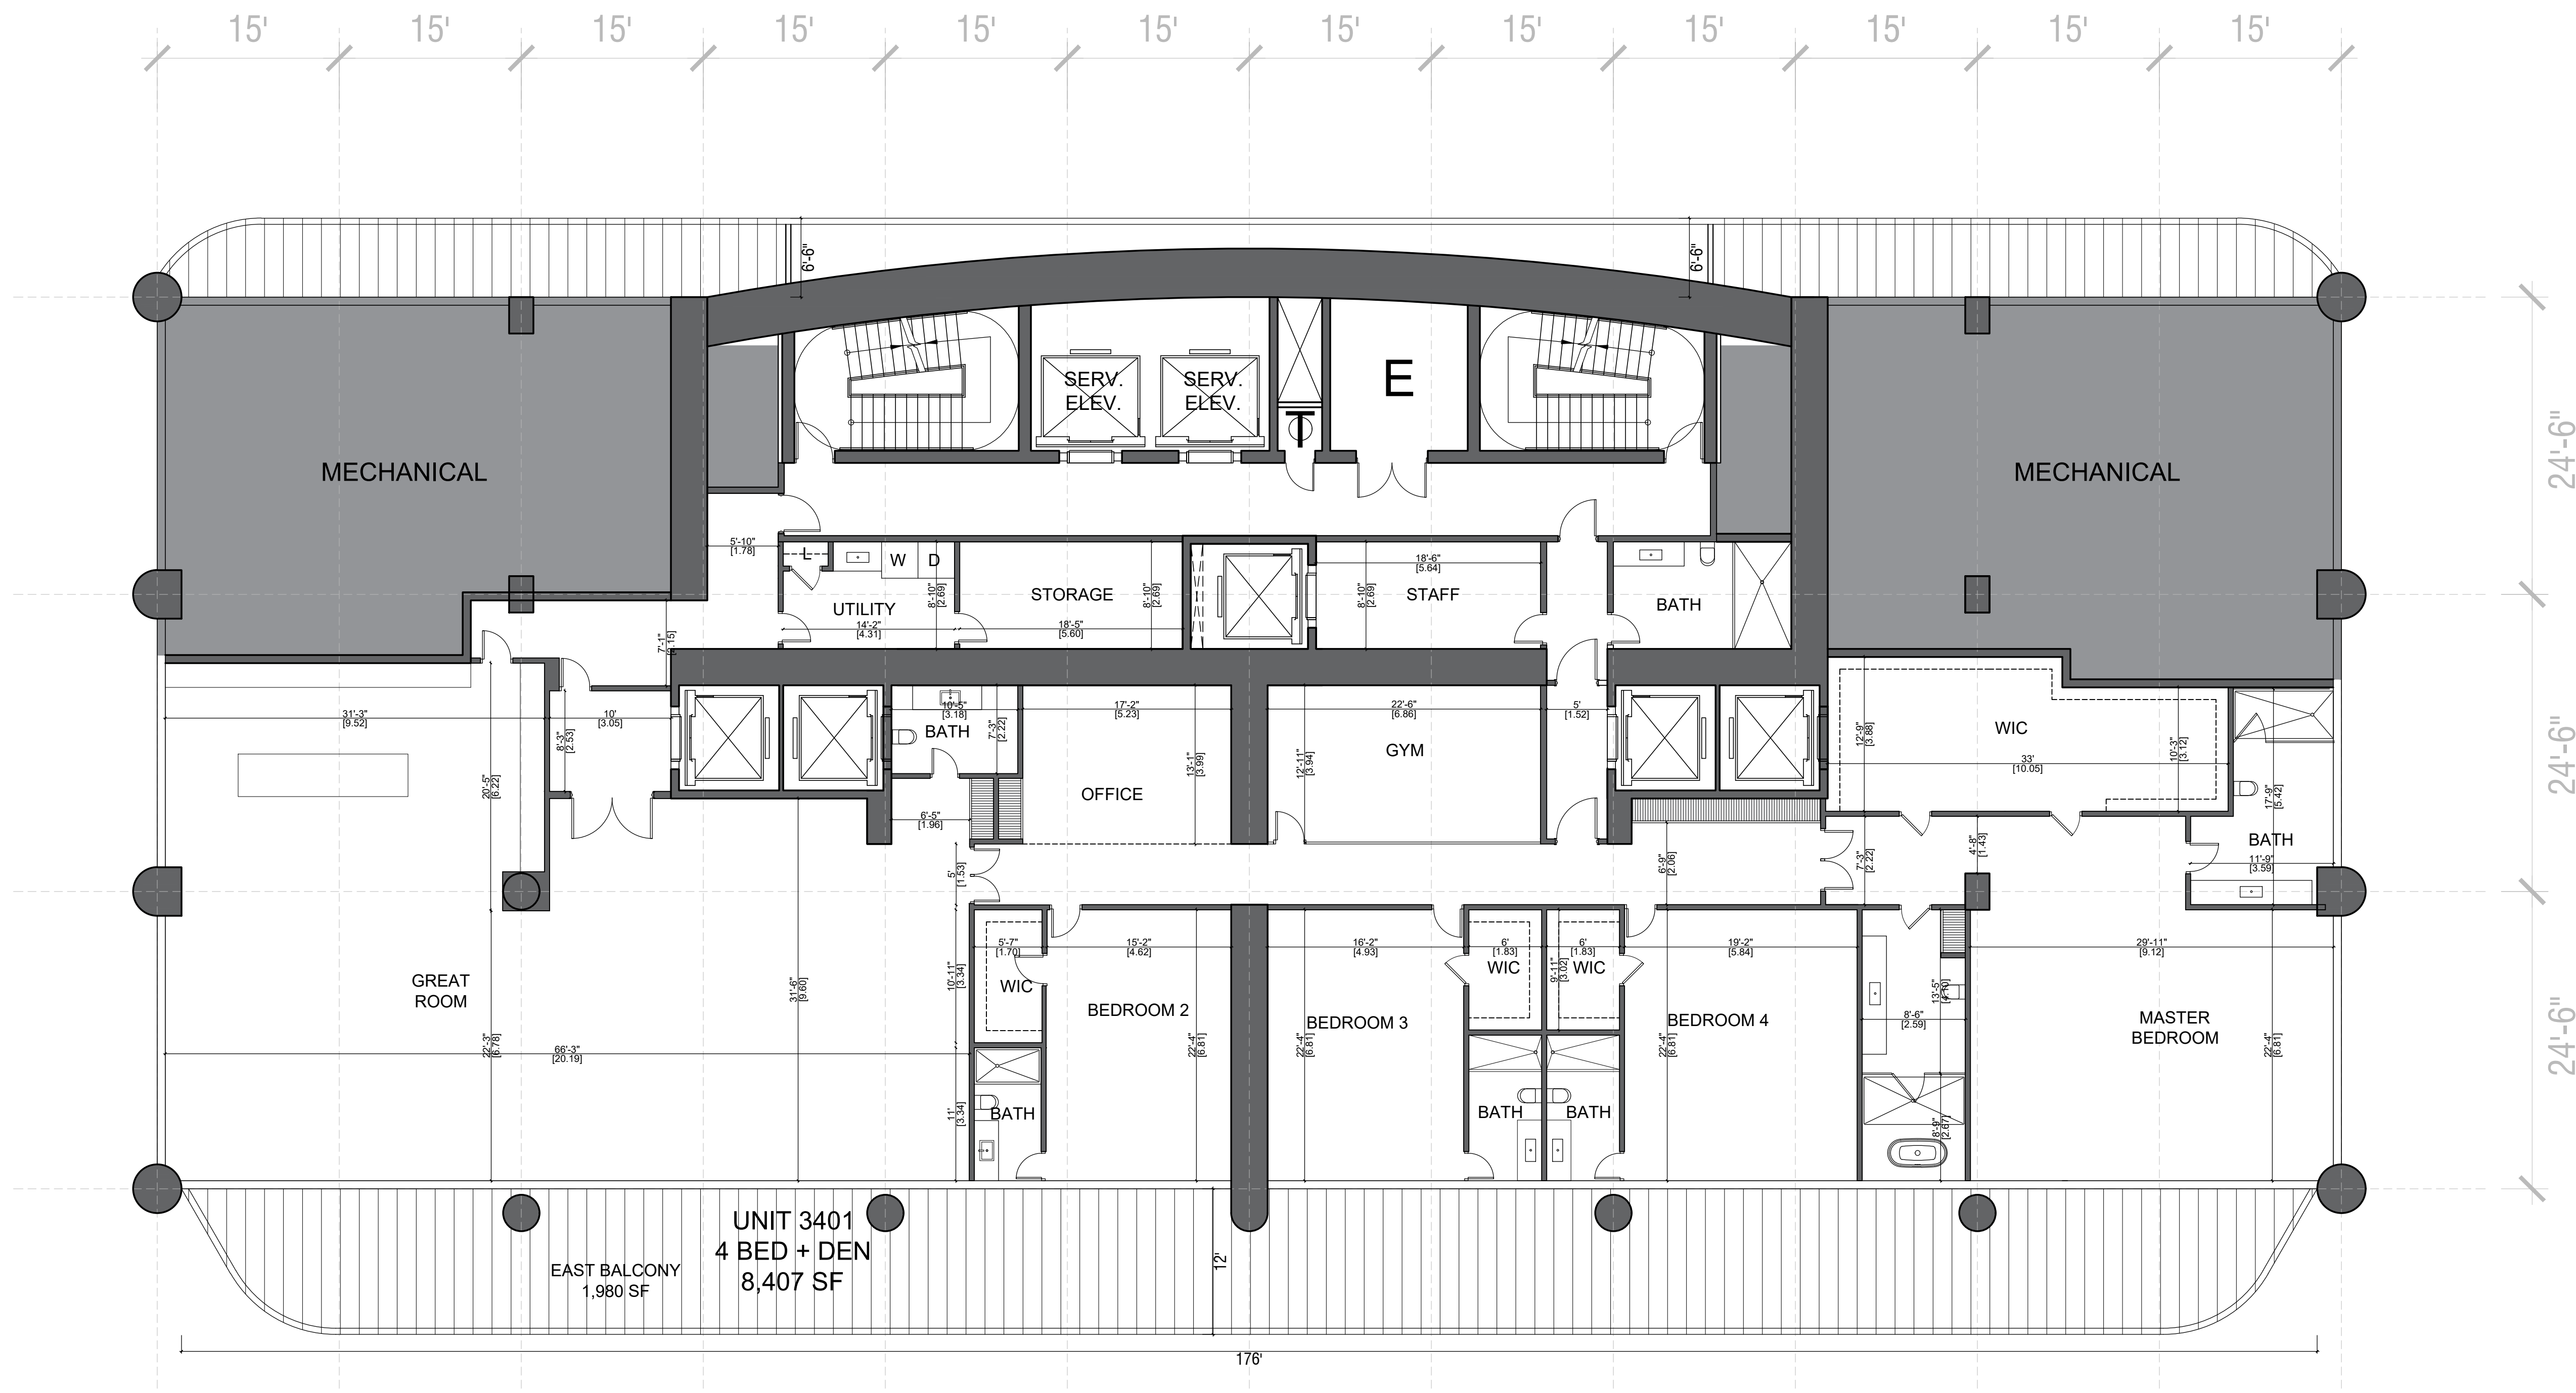 15' 15' 15' 15' 15' 15' 15' 15' 15' 15' 15' 15'
6'-6"
6'-6"
SERV.
ELEV.
SERV.
ELEV.
E
T
MECHANICAL
MECHANICAL
24'-6"
24'-6"
24'-6"
5'-10"
[1.78]
L
W
D
UTILITY
14'-2"
[4.31]
8'-10"
[2.69]
STORAGE
18'-5"
[5.60]
8'-10"
[2.69]
18'-6"
[5.64]
8'-10"
[2.69]
STAFF
BATH
7'-1"
31'-3"
[9.52]
10'
[3.05]
8'-3"
[2.53]
20'-5"
[6.22]
10'-5"
[3.18]
BATH
7'-3"
[2.22]
17'-2"
[5.23]
13'-11"
[3.99]
OFFICE
6'-5"
[1.96]
22'-6"
[6.86]
GYM
12'-11"
[3.94]
5'
[1.52]
12'-9"
[3.88]
WIC
33'
[10.05]
10'-3"
[3.12]
17'-9"
[5.42]
BATH
11'-9"
[3.59]
5'
[1.53]
6'-9"
[2.06]
7'-3"
[2.22]
4'-8"
[1.43]
GREAT
ROOM
22'-3"
[6.78]
66'-3"
[20.19]
31'-6"
[9.60]
10'-11"
[3.34]
11'
[3.34]
5'-7"
[1.70]
WIC
BATH
15'-2"
[4.62]
BEDROOM 2
22'-4"
[6.81]
16'-2"
[4.93]
BEDROOM 3
22'-4"
[6.81]
6'
[1.83]
WIC
6'
[1.83]
WIC
9'-11"
[3.02]
BATH
BATH
19'-2"
[5.84]
BEDROOM 4
22'-4"
[6.81]
13'-5"
[4.10]
8'-6"
[2.59]
8'-9"
[2.67]
29'-11"
[9.12]
MASTER
BEDROOM
22'-4"
[6.81]
UNIT 3401
4 BED + DEN
8,407 SF
EAST BALCONY
1,980 SF
12'
176'